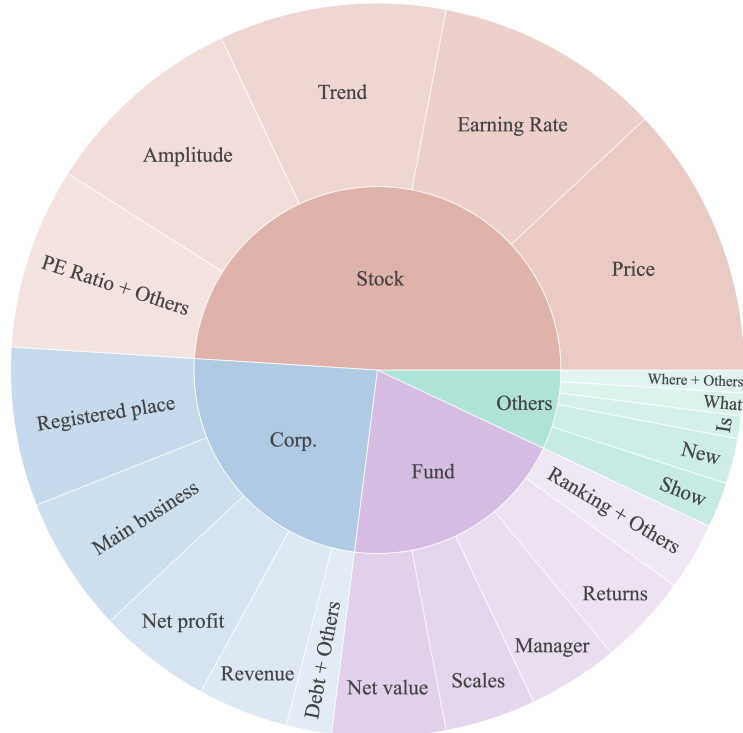 Trend
Earning Rate
Amplitude
Price
PE Ratio + Others
Stock
Where + Others
What
Is
New
Show
Others
Registered place
Corp.
Fund
Main business
Ranking + Others
Net profit
Returns
Revenue
Debt + Others
Net value
Scales
Manager